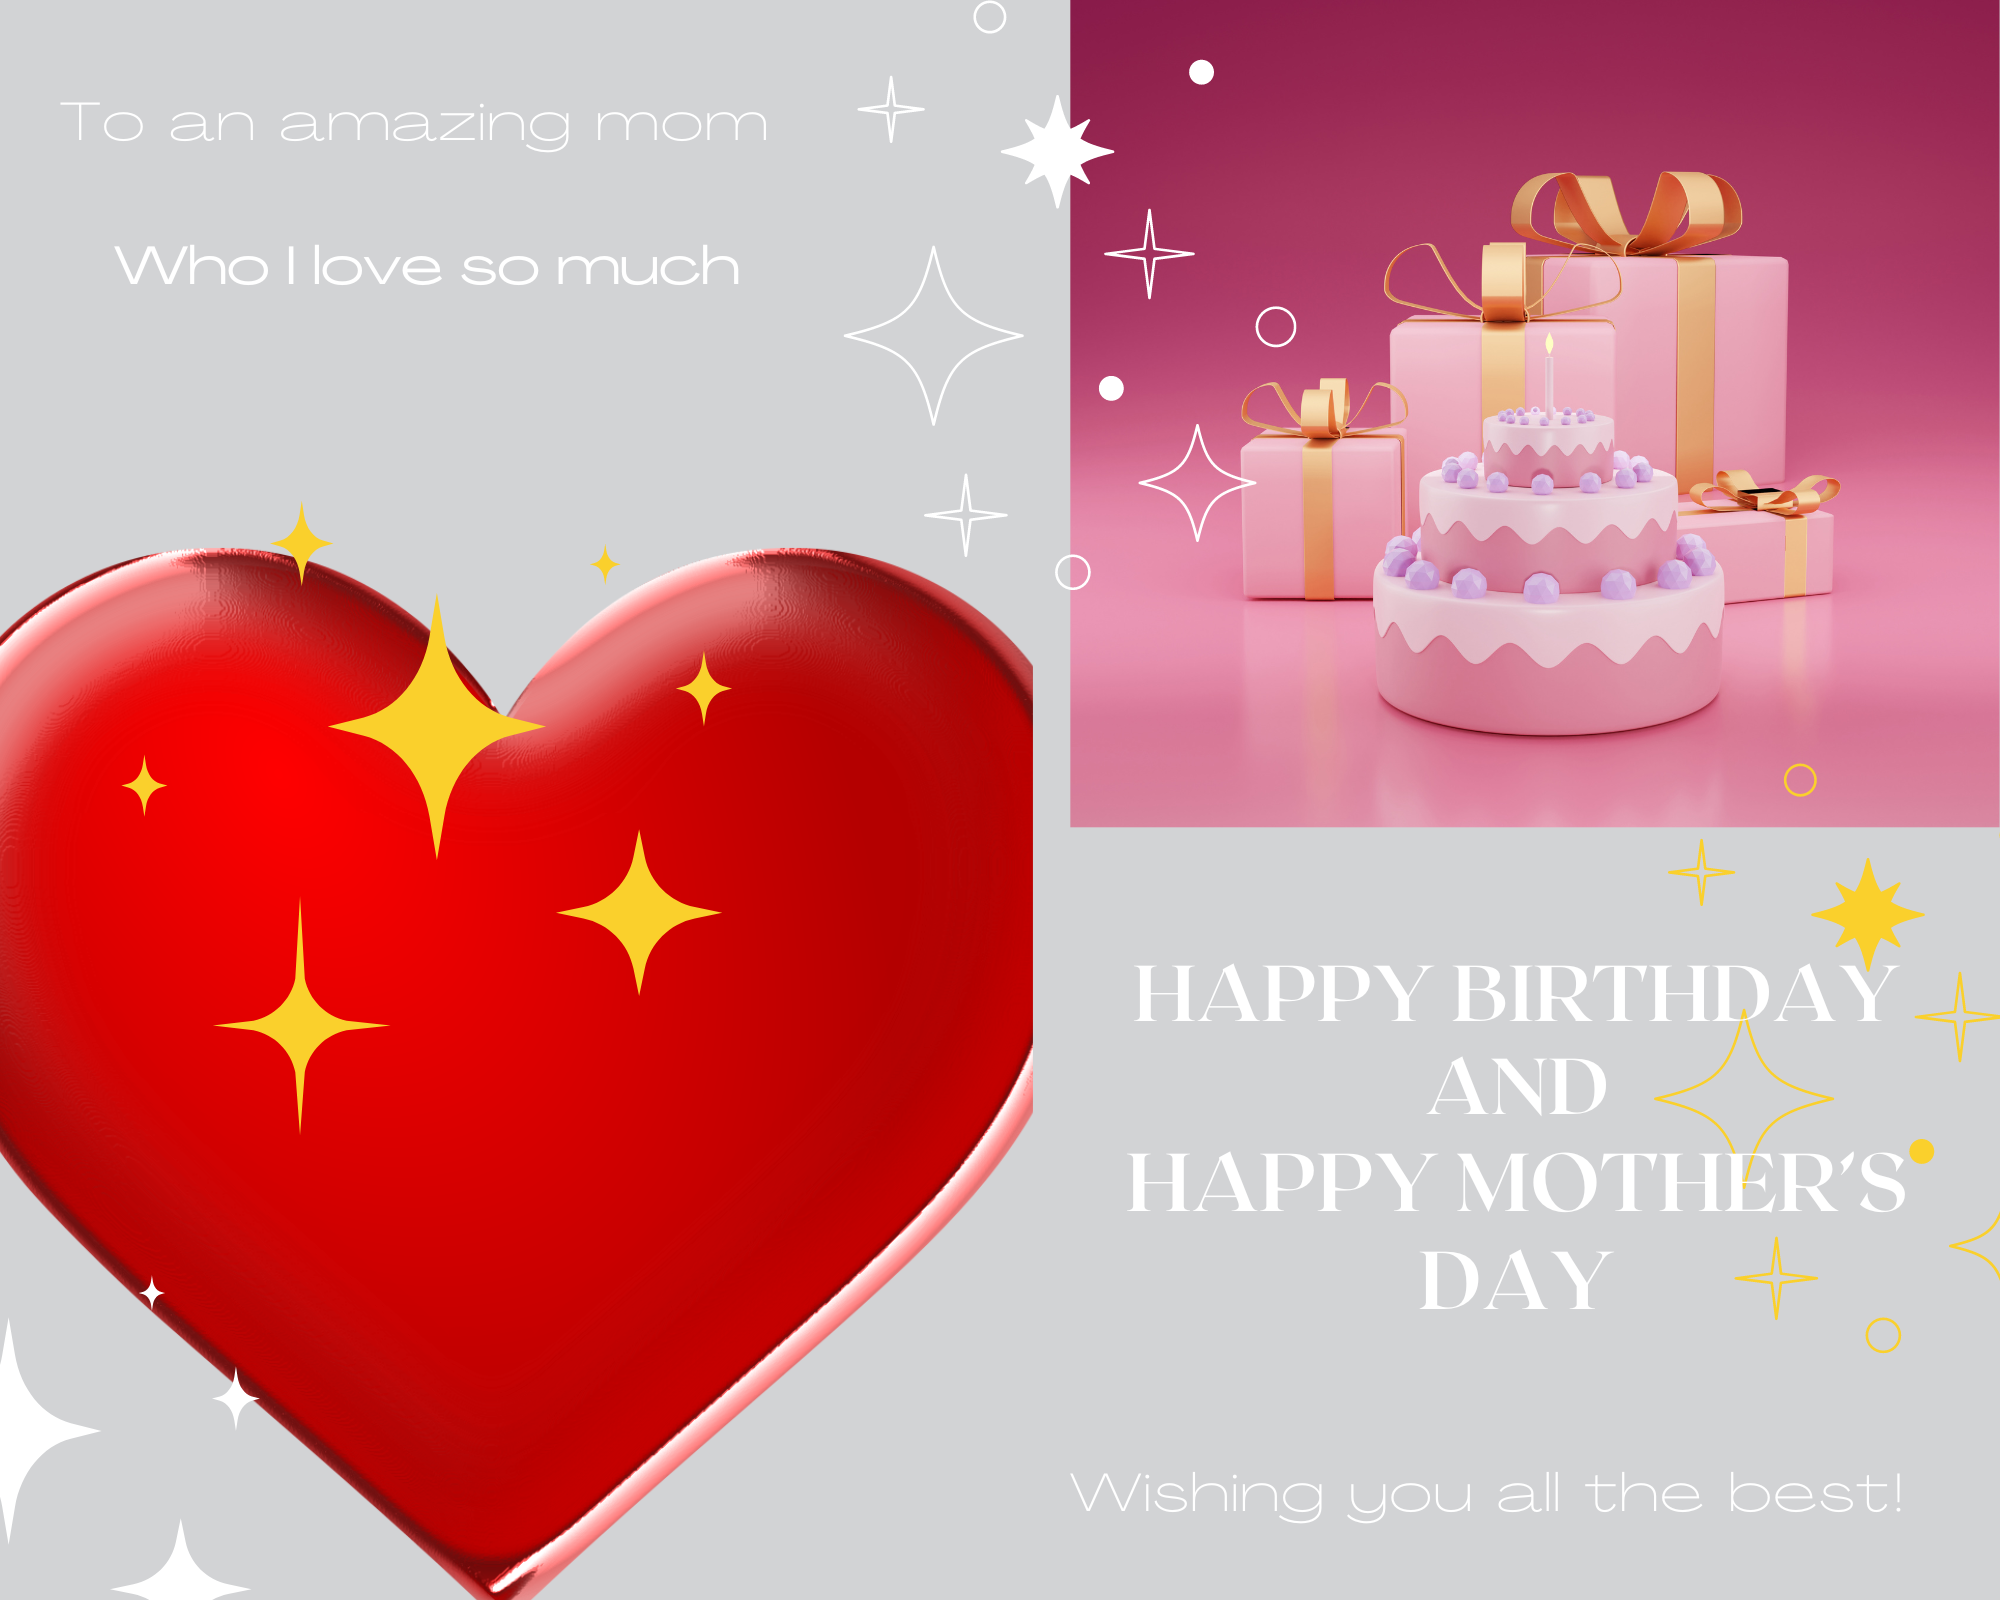 To an amazing mom
Who I love so much
HAPPY BIRTHDAY
AND
HAPPY MOTHER'S
DAY
Wishing you all the best!